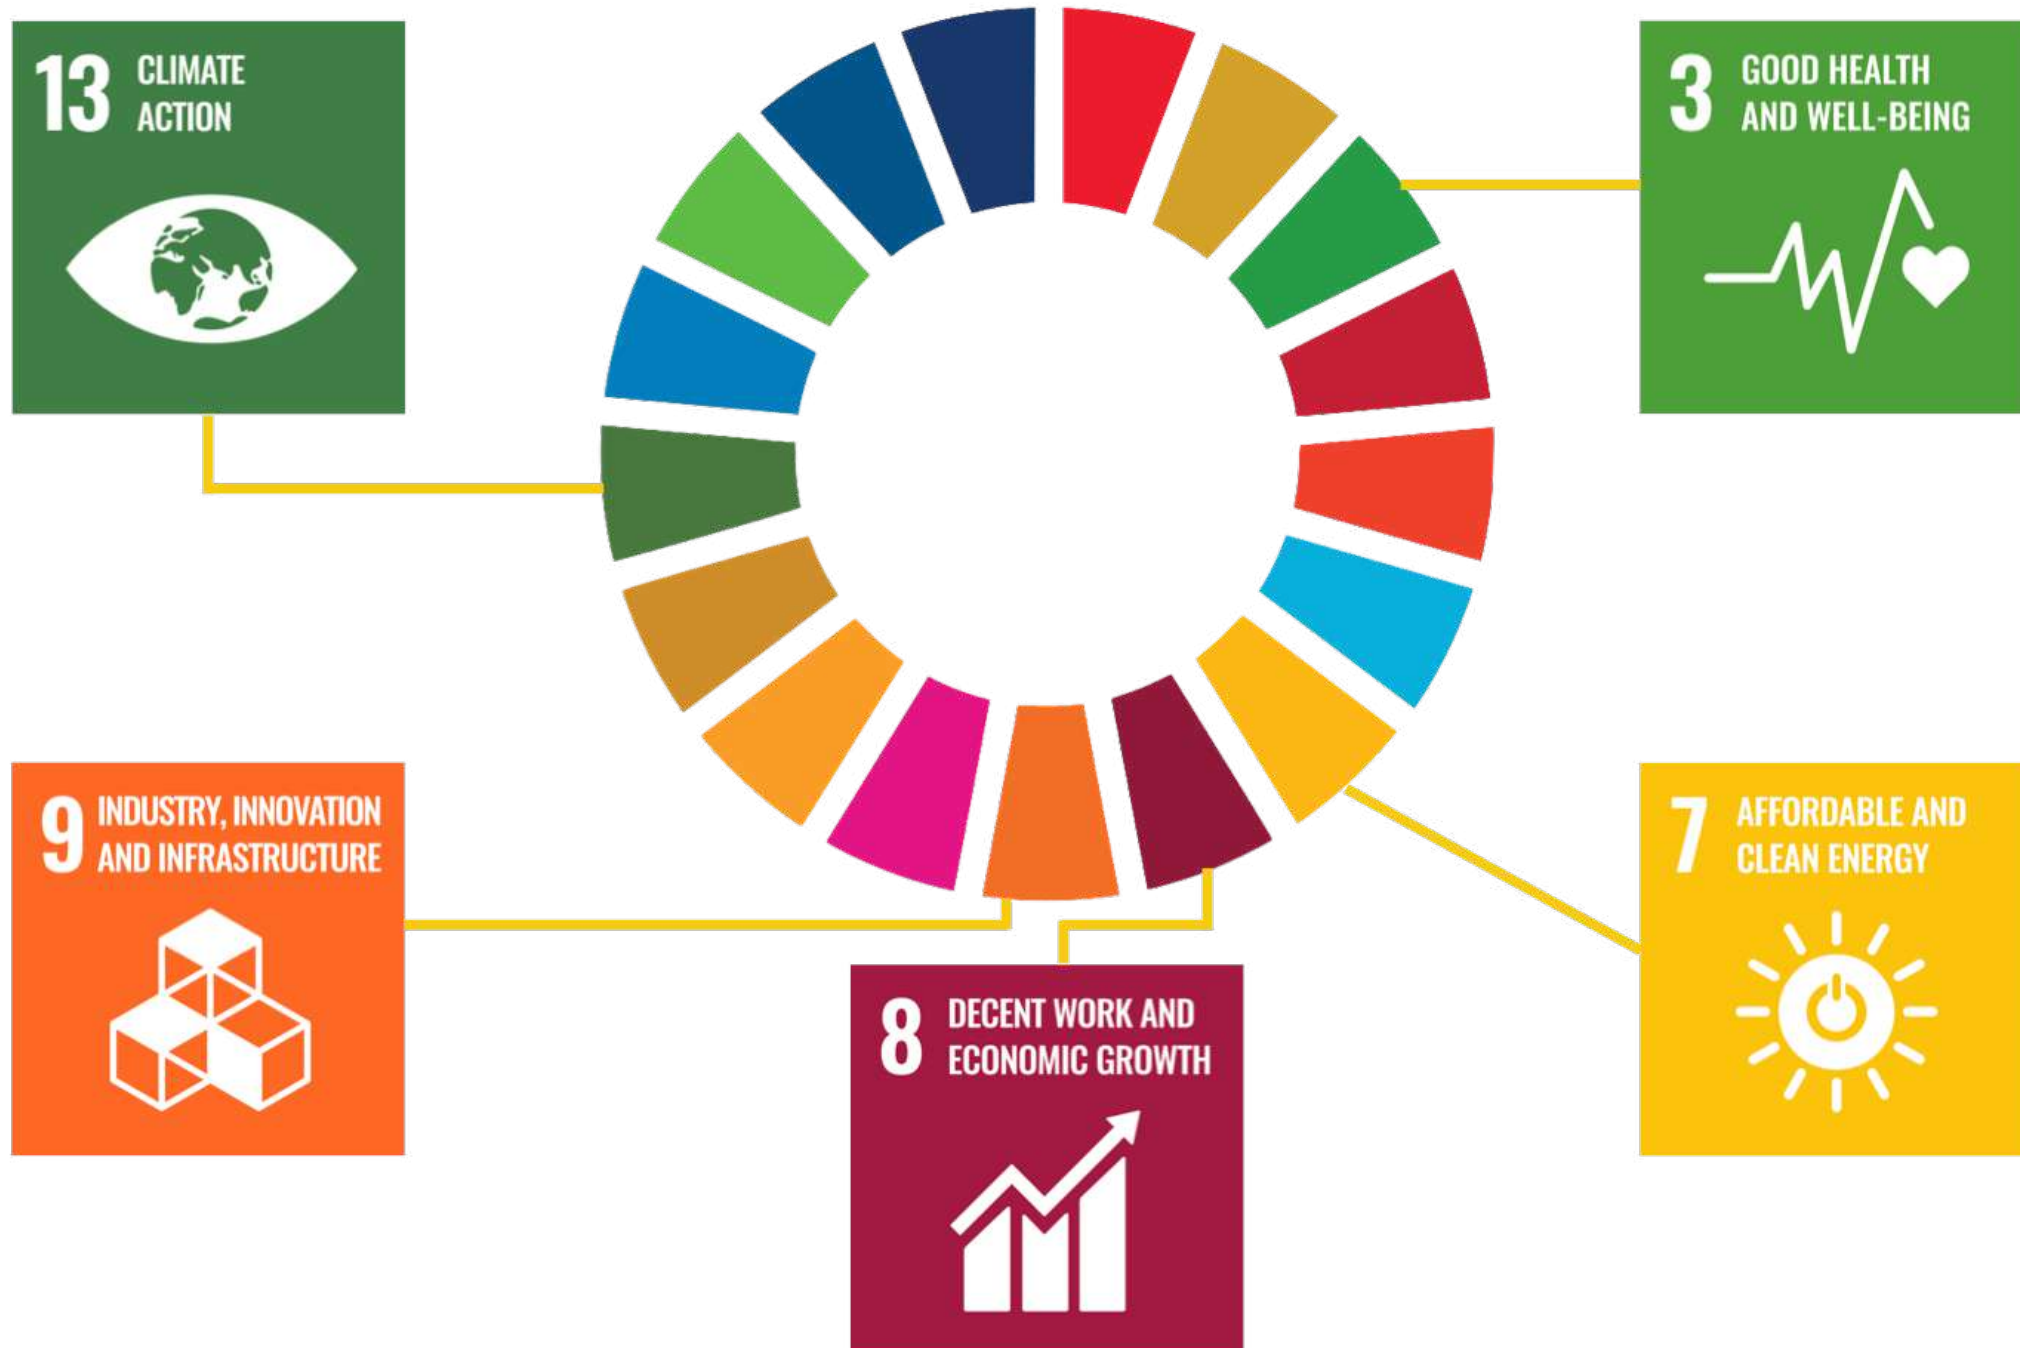 13 CLIMATE
ACTION
3 GOOD HEALTH
AND WELL-BEING
9 INDUSTRY, INNOVATION
AND INFRASTRUCTURE
7 AFFORDABLE AND
CLEAN ENERGY
8 DECENT WORK AND
ECONOMIC GROWTH